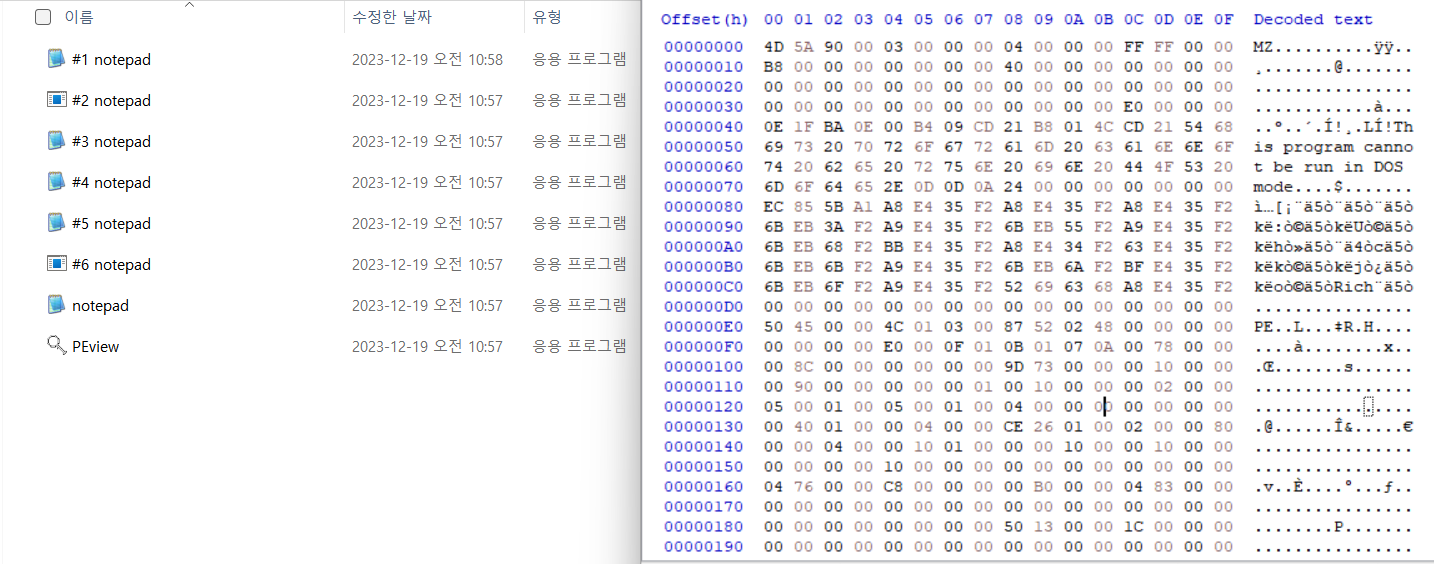 이름 수정한 날짜 유형
#1 notepad 2023-12-19 오전 10:58 응용 프로그램
#2 notepad 2023-12-19 오전 10:57 응용 프로그램
#3 notepad 2023-12-19 오전 10:57 응용 프로그램
#4 notepad 2023-12-19 오전 10:57 응용 프로그램
#5 notepad 2023-12-19 오전 10:57 응용 프로그램
#6 notepad 2023-12-19 오전 10:57 응용 프로그램
notepad 2023-12-19 오전 10:57 응용 프로그램
PEview 2023-12-19 오전 10:57 응용 프로그램
Offset(h) 00 01 02 03 04 05 06 07 08 09 0A 0B 0C 0D 0E 0F Decoded text
00000000 4D 5A 90 00 03 00 00 00 04 00 00 00 FF FF 00 00 MZ..........ÿÿ..
00000010 B8 00 00 00 00 00 00 00 40 00 00 00 00 00 00 00 ¸.......@.......
00000020 00 00 00 00 00 00 00 00 00 00 00 00 00 00 00 00 ................
00000030 00 00 00 00 00 00 00 00 00 00 00 00 E0 00 00 00 ............à...
00000040 0E 1F BA 0E 00 B4 09 CD 21 B8 01 4C CD 21 54 68 ..º..´.Í!¸.LÍ!Th
00000050 69 73 20 70 72 6F 67 72 61 6D 20 63 61 6E 6E 6F is program canno
00000060 74 20 62 65 20 72 75 6E 20 69 6E 20 44 4F 53 20 t be run in DOS
00000070 6D 6F 64 65 2E 0D 0D 0A 24 00 00 00 00 00 00 00 mode....$.......
00000080 EC 85 5B A1 A8 E4 35 F2 A8 E4 35 F2 A8 E4 35 F2 ì…[¡¨ä5ò¨ä5ò¨ä5ò
00000090 6B EB 3A F2 A9 E4 35 F2 6B EB 55 F2 A9 E4 35 F2 kë:ò©ä5òkëUò©ä5ò
000000A0 6B EB 68 F2 BB E4 35 F2 A8 E4 34 F2 63 E4 35 F2 këhò»ä5ò¨ä4òcä5ò
000000B0 6B EB 6B F2 A9 E4 35 F2 6B EB 6A F2 BF E4 35 F2 këkò©ä5òkëjò¿ä5ò
000000C0 6B EB 6F F2 A9 E4 35 F2 52 69 63 68 A8 E4 35 F2 këoò©ä5òRich¨ä5ò
000000D0 00 00 00 00 00 00 00 00 00 00 00 00 00 00 00 00 ................
000000E0 50 45 00 00 4C 01 03 00 87 52 02 48 00 00 00 00 PE..L...‡R.H....
000000F0 00 00 00 00 E0 00 0F 01 0B 01 07 0A 00 78 00 00 ....à........x..
00000100 00 8C 00 00 00 00 00 00 9D 73 00 00 00 10 00 00 .Œ.......s......
00000110 00 90 00 00 00 00 00 01 00 10 00 00 00 02 00 00 ................
00000120 05 00 01 00 05 00 01 00 04 00 00 00 00 00 00 00 ................
00000130 00 40 01 00 00 04 00 00 CE 26 01 00 02 00 00 80 .@......Î&.....€
00000140 00 00 04 00 00 10 01 00 00 00 10 00 00 10 00 00 ................
00000150 00 00 00 00 10 00 00 00 00 00 00 00 00 00 00 00 ................
00000160 04 76 00 00 C8 00 00 00 00 B0 00 00 04 83 00 00 .v..È....°...ƒ..
00000170 00 00 00 00 00 00 00 00 00 00 00 00 00 00 00 00 ................
00000180 00 00 00 00 00 00 00 00 50 13 00 00 1C 00 00 00 ........P.......
00000190 00 00 00 00 00 00 00 00 00 00 00 00 00 00 00 00 ................